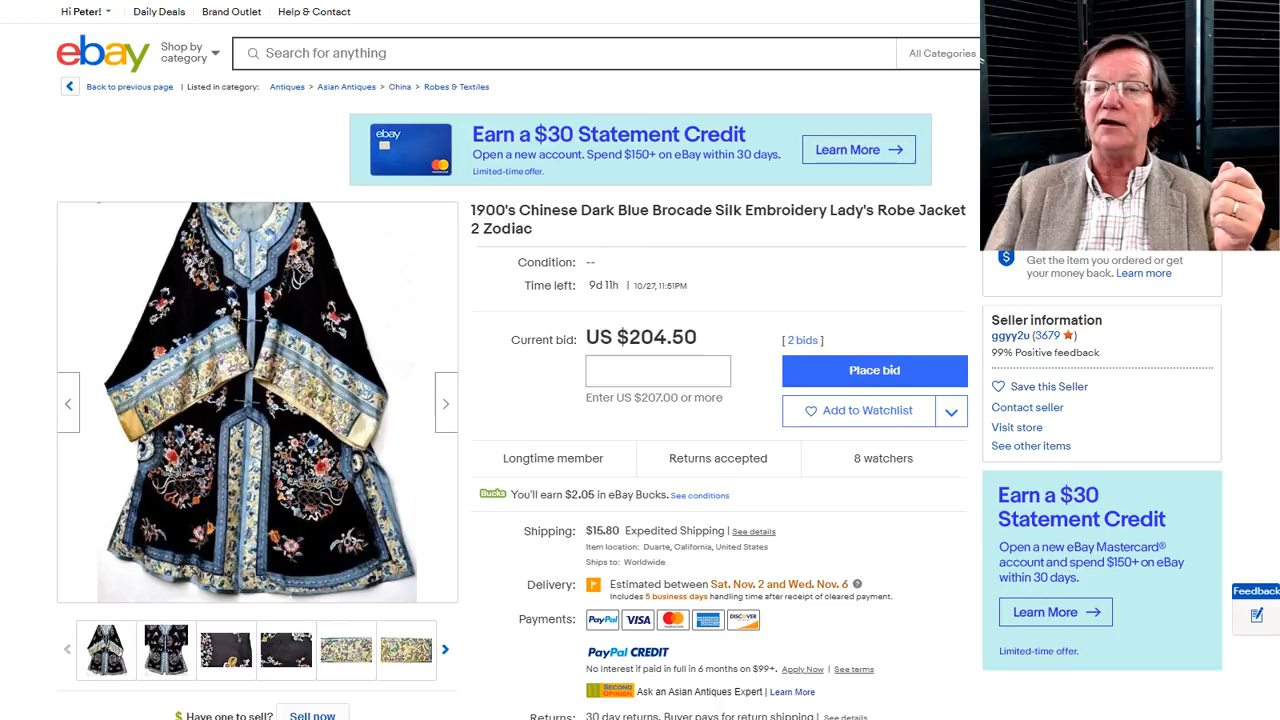 Hi Peter!
Daily Deals
Brand Outlet
Help & Contact
ebay
Shop by category
Search for anything
All Categories
Back to previous page | Listed in category: Antiques > Asian Antiques > China > Robes & Textiles
ebay
Earn a $30 Statement Credit
Open a new account. Spend $150+ on eBay within 30 days.
Limited-time offer.
Learn More
1900's Chinese Dark Blue Brocade Silk Embroidery Lady's Robe Jacket
2 Zodiac
Condition: --
Time left: 9d 11h | 10/27, 11:51PM
Current bid: US $204.50 [ 2 bids ]
Place bid
Enter US $207.00 or more
Add to Watchlist
Longtime member
Returns accepted
8 watchers
Bucks You'll earn $2.05 in eBay Bucks. See conditions
Shipping: $15.80 Expedited Shipping | See details
Item location: Duarte, California, United States
Ships to: Worldwide
Delivery: Estimated between Sat. Nov. 2 and Wed. Nov. 6
Includes 5 business days handling time after receipt of cleared payment.
Payments: PayPal VISA MasterCard AMERICAN EXPRESS DISCOVER
PayPal CREDIT
No Interest if paid in full in 6 months on $99+. Apply Now | See terms
SECOND OPINION Ask an Asian Antiques Expert | Learn More
Returns: 30 day returns. Buyer pays for return shipping | See details
$ Have one to sell? Sell now
$ Get the item you ordered or get
your money back. Learn more
Seller information
ggyy2u (3679 )
99% Positive feedback
Save this Seller
Contact seller
Visit store
See other items
Earn a $30
Statement Credit
Open a new eBay Mastercard®
account and spend $150+ on eBay
within 30 days.
Learn More
Limited-time offer.
Feedback